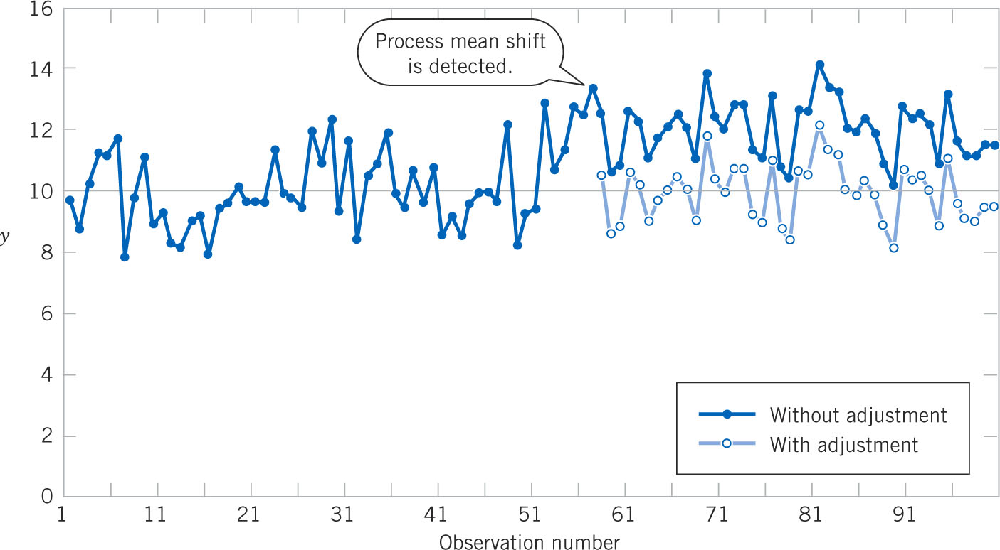 16
Process mean shift
is detected.
14
12
10
y
8
6
4
Without adjustment
2
With adjustment
0
1 11 21 31 41 51 61 71 81 91
Observation number